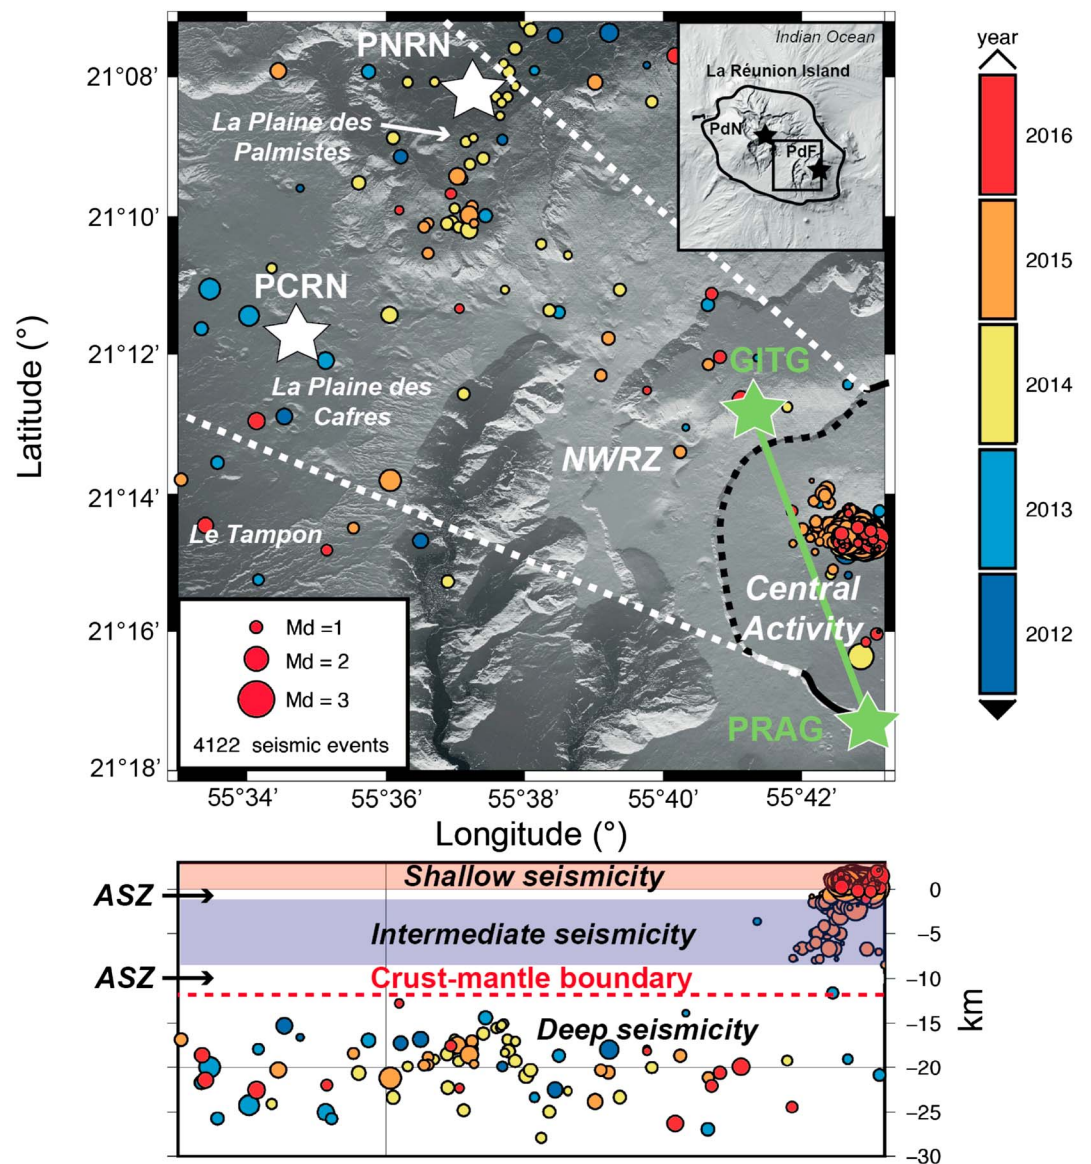 PNRN
Indian Ocean
year
21°08’
La Réunion Island
2016
La Plaine des
Palmistes
PdN
PdF
21°10’
2015
PCRN
21°12’
GITG
2014
La Plaine des
Cafres
Latitude (°)
NWRZ
21°14’
2013
Le Tampon
Central
Activity
21°16’
Md =1
2012
Md = 2
Md = 3
PRAG
4122 seismic events
21°18’
55°34’ 55°36’ 55°38’ 55°40’ 55°42’
Longitude (°)
Shallow seismicity
ASZ
0
Intermediate seismicity
−5
ASZ
Crust-mantle boundary
−10
km
Deep seismicity
−15
−20
−25
−30